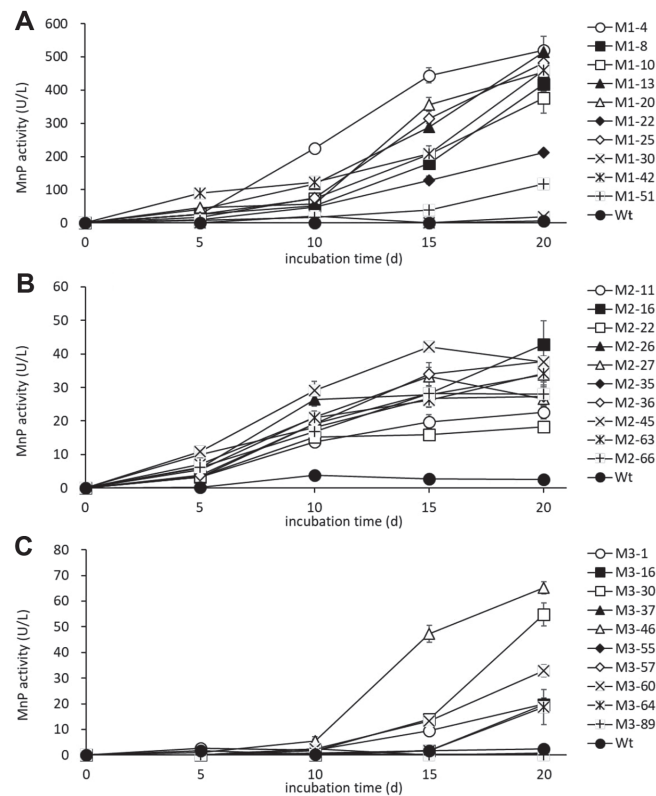 A
600
500
400
300
200
100
0
MnP activity (U/L)
0 5 10 15 20
incubation time (d)
M1-4
M1-8
M1-10
M1-13
M1-20
M1-22
M1-25
M1-30
M1-42
M1-51
Wt
B
60
50
40
30
20
10
0
MnP activity (U/L)
0 5 10 15 20
incubation time (d)
M2-11
M2-16
M2-22
M2-26
M2-27
M2-35
M2-36
M2-45
M2-63
M2-66
Wt
C
80
70
60
50
40
30
20
10
0
MnP activity (U/L)
0 5 10 15 20
incubation time (d)
M3-1
M3-16
M3-30
M3-37
M3-46
M3-55
M3-57
M3-60
M3-64
M3-89
Wt